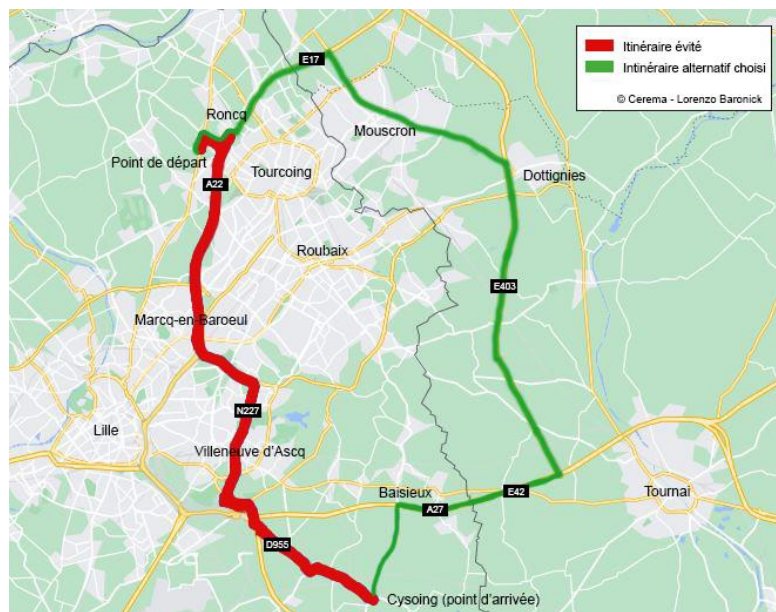 Itinéraire évité
Intinéraire alternatif choisi
© Cerema - Lorenzo Baronick
E17
Roncq
Mouscron
Point de départ
Tourcoing
A22
Dottignies
Roubaix
E403
Marcq-en-Baroeul
N227
Lille
Villeneuve d'Ascq
Baisieux
E42
Tournai
A27
D955
Cysoing (point d'arrivée)